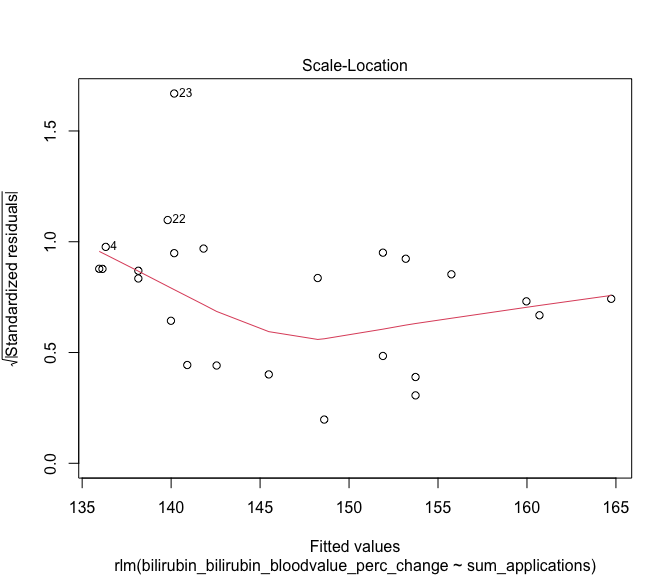 Scale-Location
√|Standardized residuals|
0.0 0.5 1.0 1.5
23
22
4
135 140 145 150 155 160 165
Fitted values
rlm(bilirubin_bilirubin_bloodvalue_perc_change ~ sum_applications)